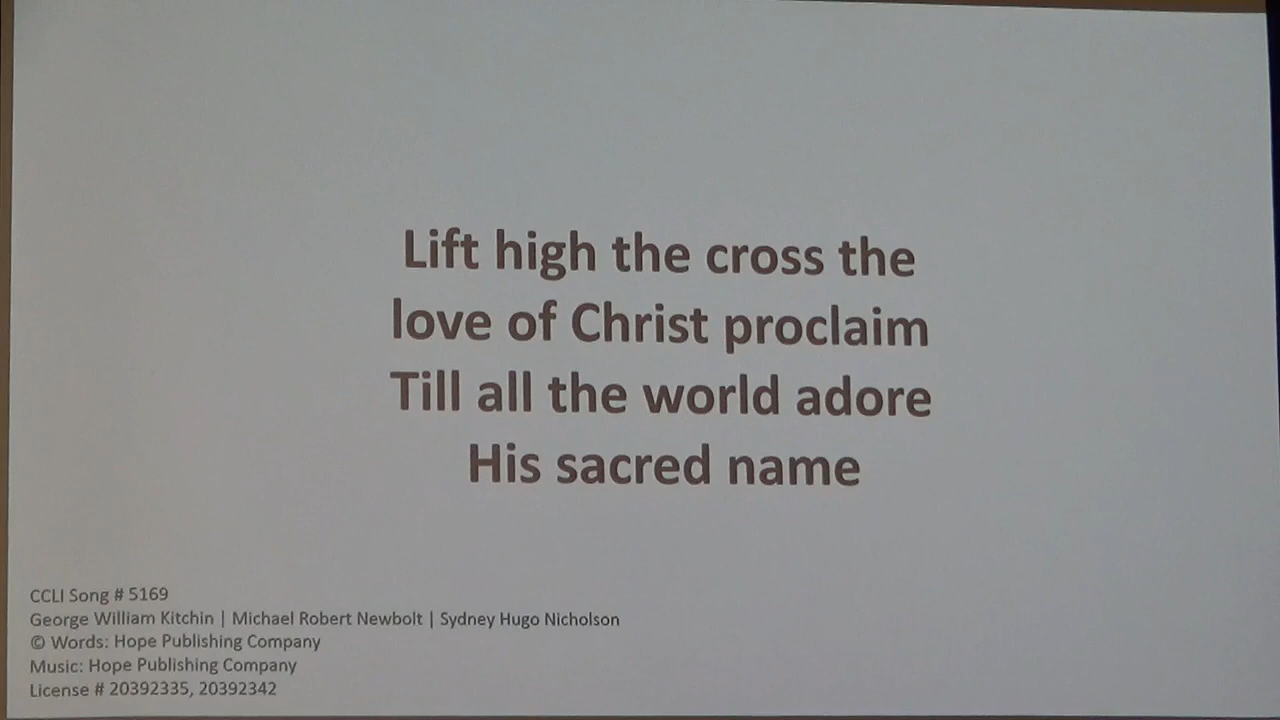 Lift high the cross the
love of Christ proclaim
Till all the world adore
His sacred name
CCLI Song # 5169
George William Kitchin | Michael Robert Newbolt | Sydney Hugo Nicholson
© Words: Hope Publishing Company
Music: Hope Publishing Company
License # 20392335, 20392342